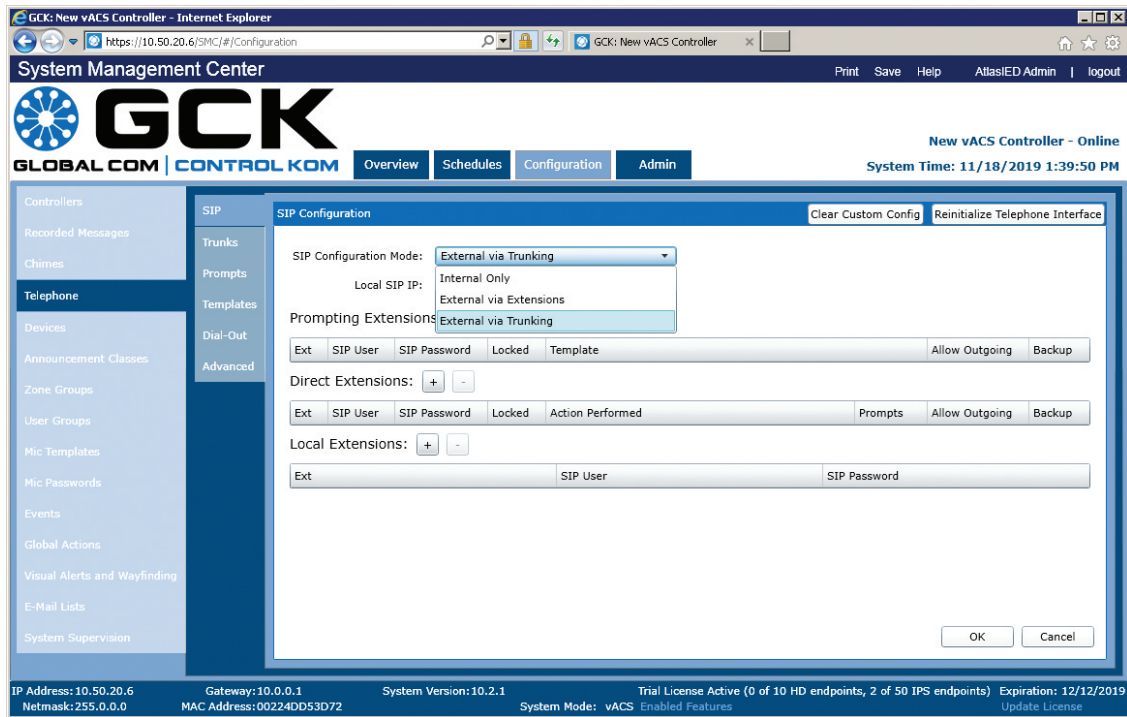 GCK: New vACS Controller - Internet Explorer
https://10.50.20.6/SMC/#/Configuration
GCK: New vACS Controller
System Management Center
Print Save Help AtlasIED Admin | logout
GCK
GLOBAL COM CONTROL KOM
Overview Schedules Configuration Admin
New vACS Controller - Online
System Time: 11/18/2019 1:39:50 PM
Controllers
Recorded Messages
Chimes
Telephone
Devices
Announcement Classes
Zone Groups
User Groups
Mic Templates
Mic Passwords
Events
Global Actions
Visual Alerts and Wayfinding
E-Mail Lists
System Supervision
SIP
Trunks
Prompts
Templates
Dial-Out
Advanced
SIP Configuration
Clear Custom Config Reinitialize Telephone Interface
SIP Configuration Mode: External via Trunking
Internal Only
Local SIP IP:
External via Extensions
External via Trunking
Prompting Extensions
Ext SIP User SIP Password Locked Template Allow Outgoing Backup
Direct Extensions: + -
Ext SIP User SIP Password Locked Action Performed Prompts Allow Outgoing Backup
Local Extensions: + -
Ext SIP User SIP Password
OK Cancel
IP Address:10.50.20.6 Gateway:10.0.0.1 System Version:10.2.1 Trial License Active (0 of 10 HD endpoints, 2 of 50 IPS endpoints) Expiration: 12/12/2019
Netmask:255.0.0.0 MAC Address:00224DD53D72 System Mode: vACS Enabled Features Update License